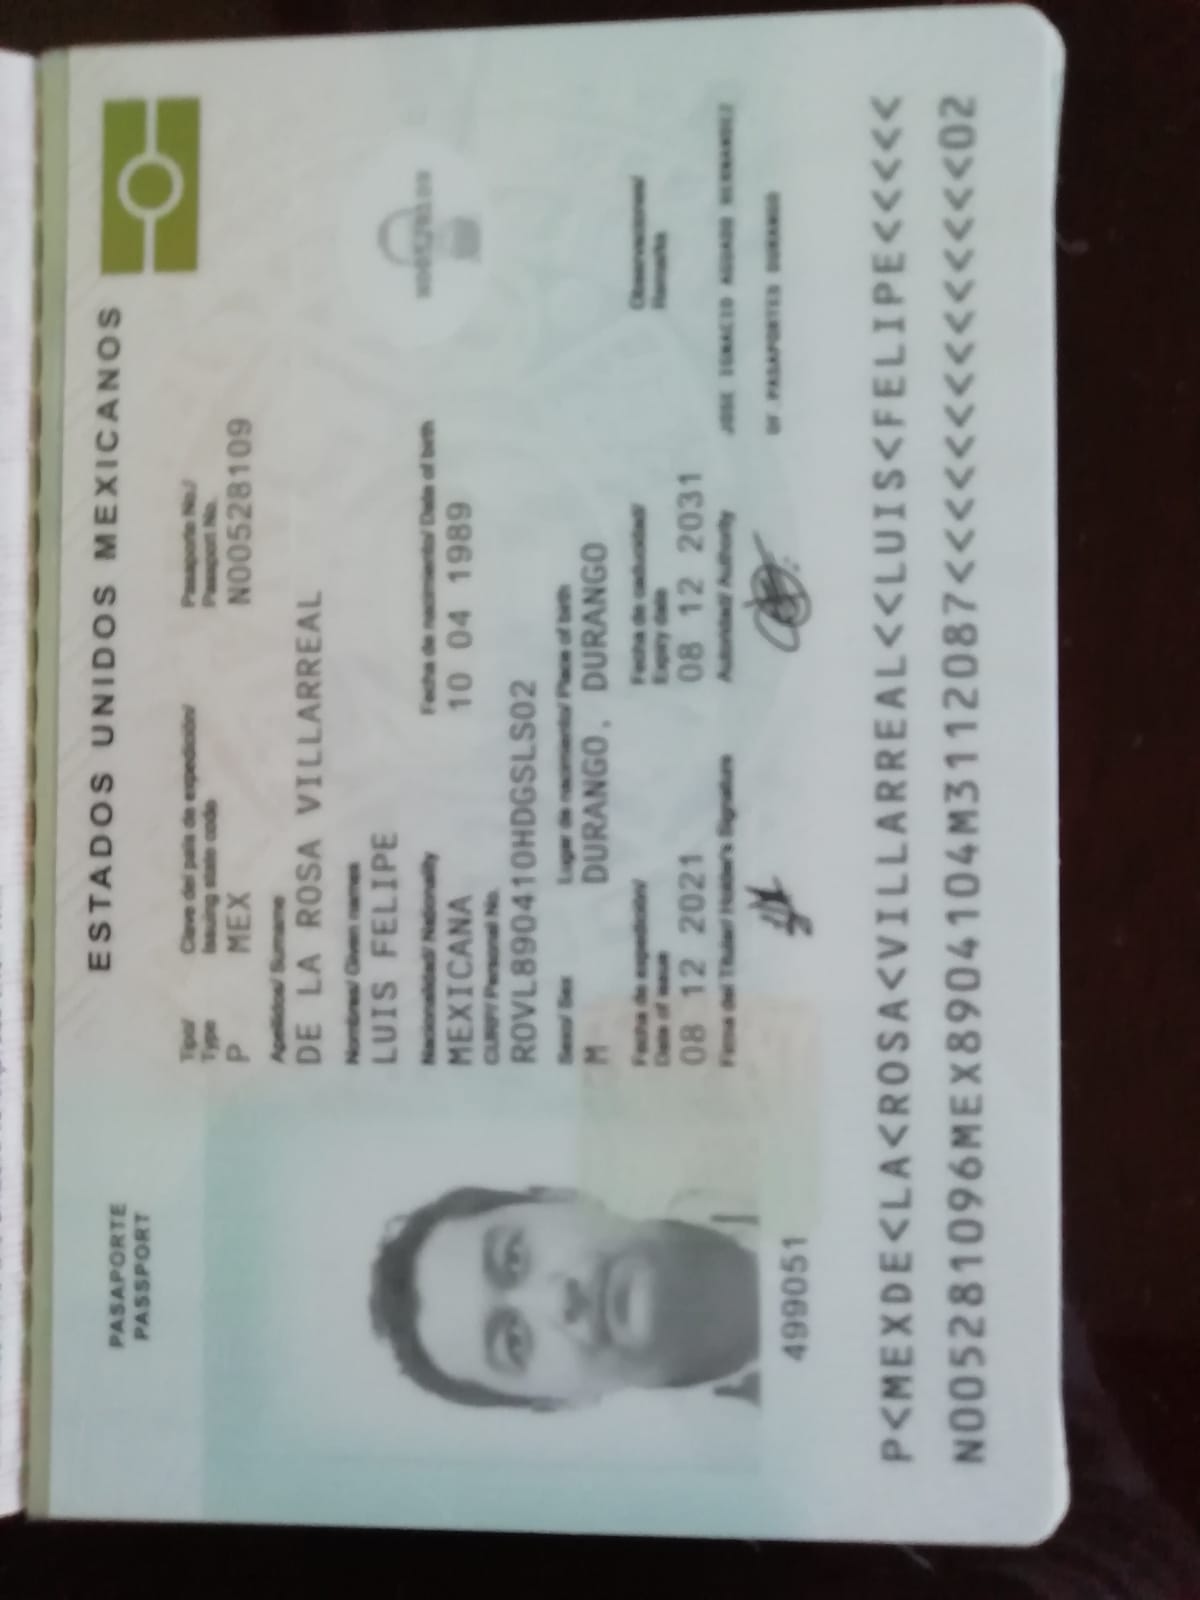 PASAPORTE
PASSPORT
ESTADOS UNIDOS MEXICANOS
Tipo/ Clave del país de expedición/ Pasaporte No./
Type Issuing state code Passport No.
P MEX N00528109
Apellidos/ Surname
DE LA ROSA VILLARREAL
Nombres/ Given names
LUIS FELIPE
Nacionalidad/ Nationality Fecha de nacimiento/ Date of birth
MEXICANA 10 04 1989
N00528109
CURP/ Personal No.
ROVL890410HDGSLS02
Sexo/ Sex Lugar de nacimiento/ Place of birth
M DURANGO, DURANGO
Fecha de expedición/ Fecha de caducidad/ Observaciones/
Date of issue Expiry date Remarks
08 12 2021 08 12 2031
Firma del Titular/ Holder's Signature Autoridad/ Authority JOSE IGNACIO AGUADO HERNANDEZ
OF.PASAPORTES DURANGO
499051
P<MEXDE<LA<ROSA<VILLARREAL<<LUIS<FELIPE<<<<<
N005281096MEX8904104M3112087<<<<<<<<<<<<<<02